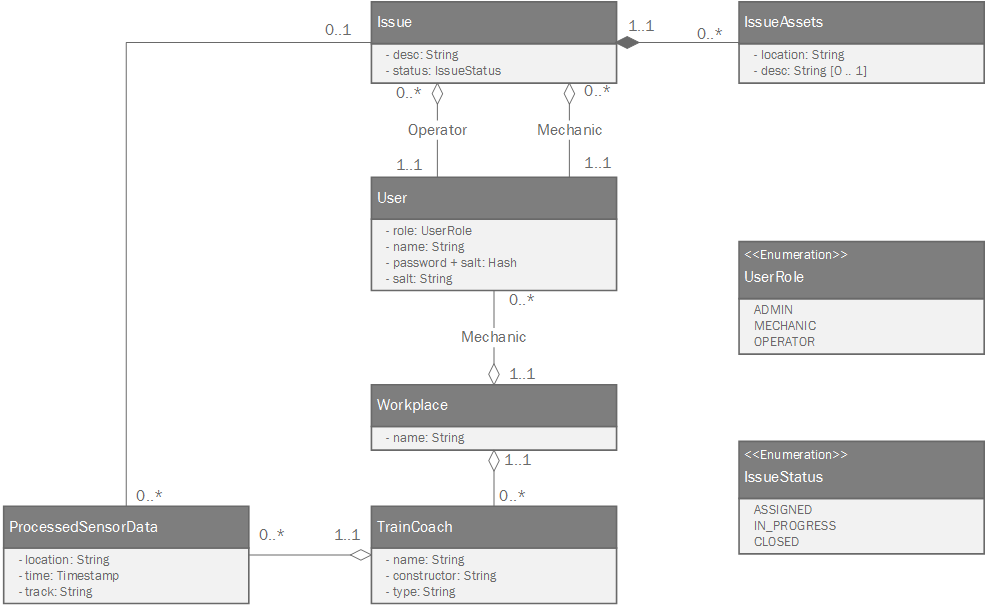 Issue
- desc: String
- status: IssueStatus
0..1
1..1
0..*
IssueAssets
- location: String
- desc: String [0 .. 1]
0..*
0..*
Operator
Mechanic
1..1
1..1
User
- role: UserRole
- name: String
- password + salt: Hash
- salt: String
0..*
Mechanic
1..1
<<Enumeration>>
UserRole
ADMIN
MECHANIC
OPERATOR
Workplace
- name: String
1..1
0..*
<<Enumeration>>
IssueStatus
ASSIGNED
IN_PROGRESS
CLOSED
0..*
ProcessedSensorData
- location: String
- time: Timestamp
- track: String
0..*
1..1
TrainCoach
- name: String
- constructor: String
- type: String